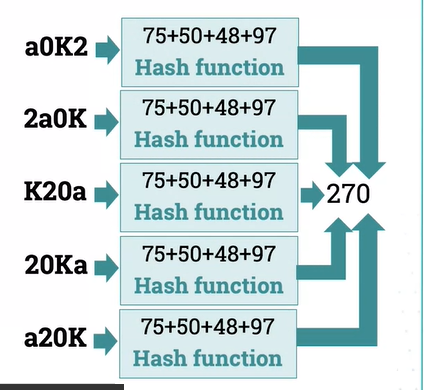 a0K2
75+50+48+97
Hash function
2a0K
75+50+48+97
Hash function
K20a
75+50+48+97
Hash function
270
20Ka
75+50+48+97
Hash function
a20K
75+50+48+97
Hash function